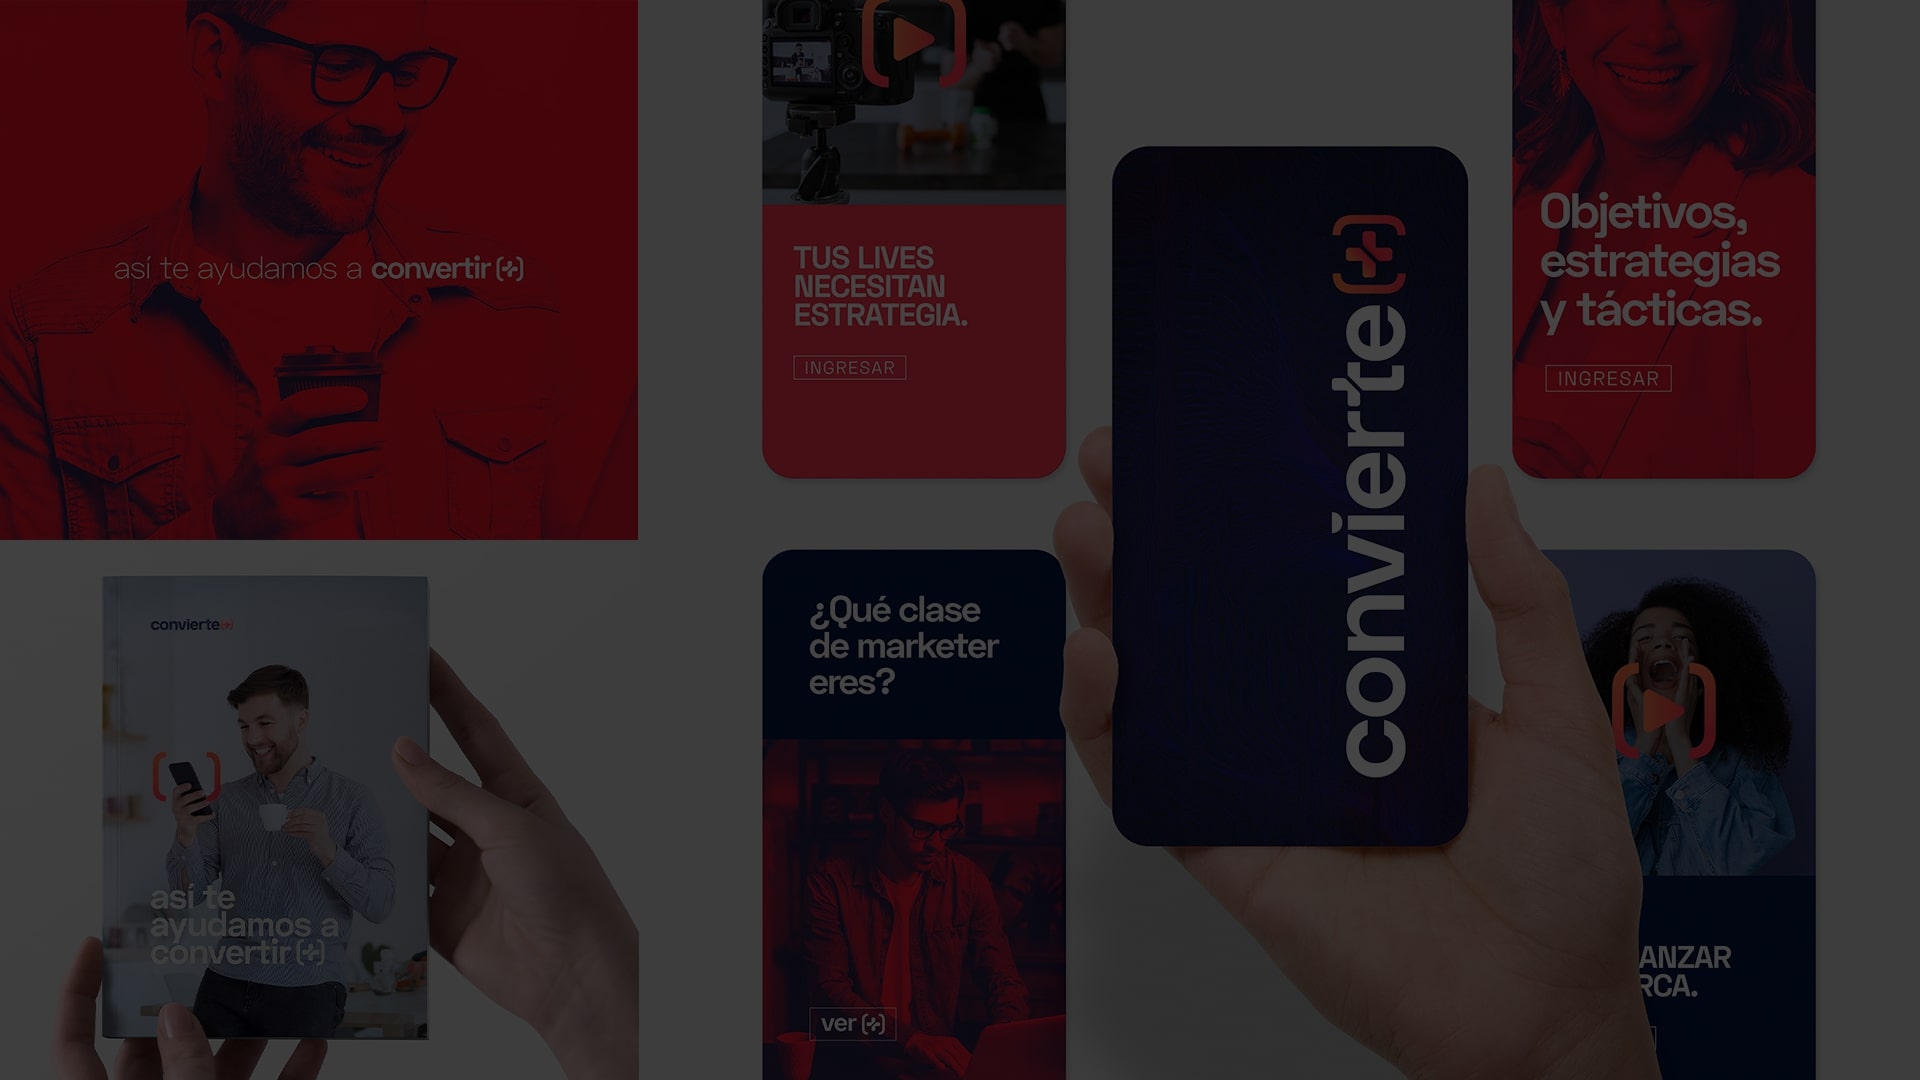 así te ayudamos a convertir[+]
TUS LIVES
NECESITAN
ESTRATEGIA.
INGRESAR
convierte[+]
Objetivos,
estrategias
y tácticas.
INGRESAR
convierte[+]
así te
ayudamos a
convertir[+]
¿Qué clase
de marketer
eres?
ver[+]
ANZAR
RCA.